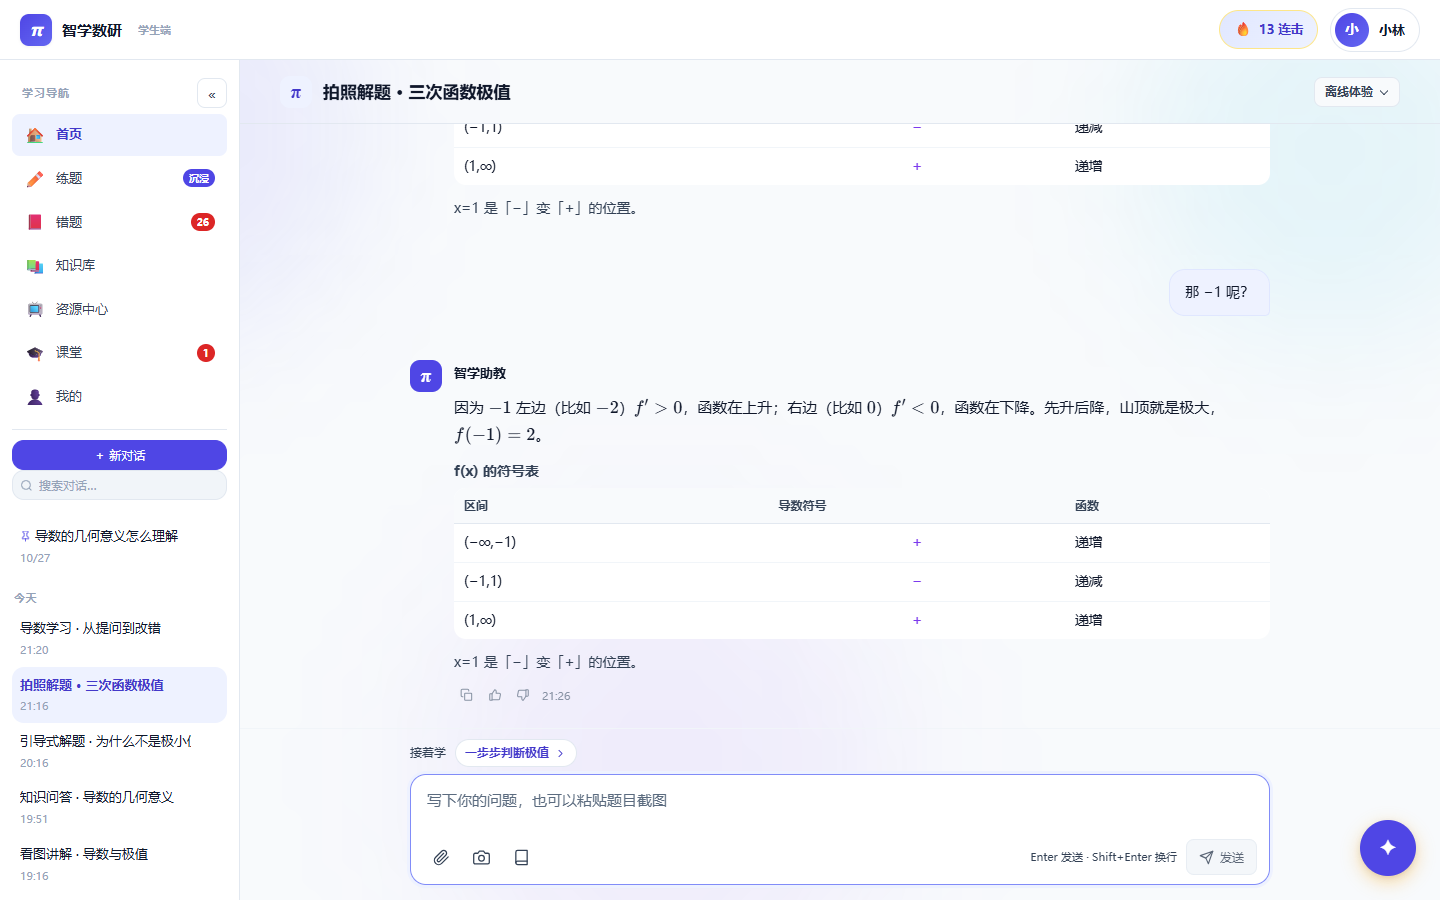 π 智学数研 学生端
13 连击
小 小林
学习导航 «
首页
练题 沉浸
错题 26
知识库
资源中心
课堂 1
我的
+ 新对话
搜索对话...
导数的几何意义怎么理解
10/27
今天
导数学习 · 从提问到改错
21:20
拍照解题 • 三次函数极值
21:16
引导式解题 · 为什么不是极小
20:16
知识问答 · 导数的几何意义
19:51
看图讲解 · 导数与极值
19:16
π 拍照解题 • 三次函数极值
离线体验
(−1,1) − 递减
(1,∞) + 递增
x=1 是「−」变「+」的位置。
那 −1 呢？
π 智学助教
因为 −1 左边（比如 −2）f′ > 0，函数在上升；右边（比如 0）f′ < 0，函数在下降。先升后降，山顶就是极大，
f(−1) = 2。
f(x) 的符号表
区间 导数符号 函数
(−∞,−1) + 递增
(−1,1) − 递减
(1,∞) + 递增
x=1 是「−」变「+」的位置。
21:26
接着学 一步步判断极值 ›
写下你的问题，也可以粘贴题目截图
Enter 发送 · Shift+Enter 换行 发送